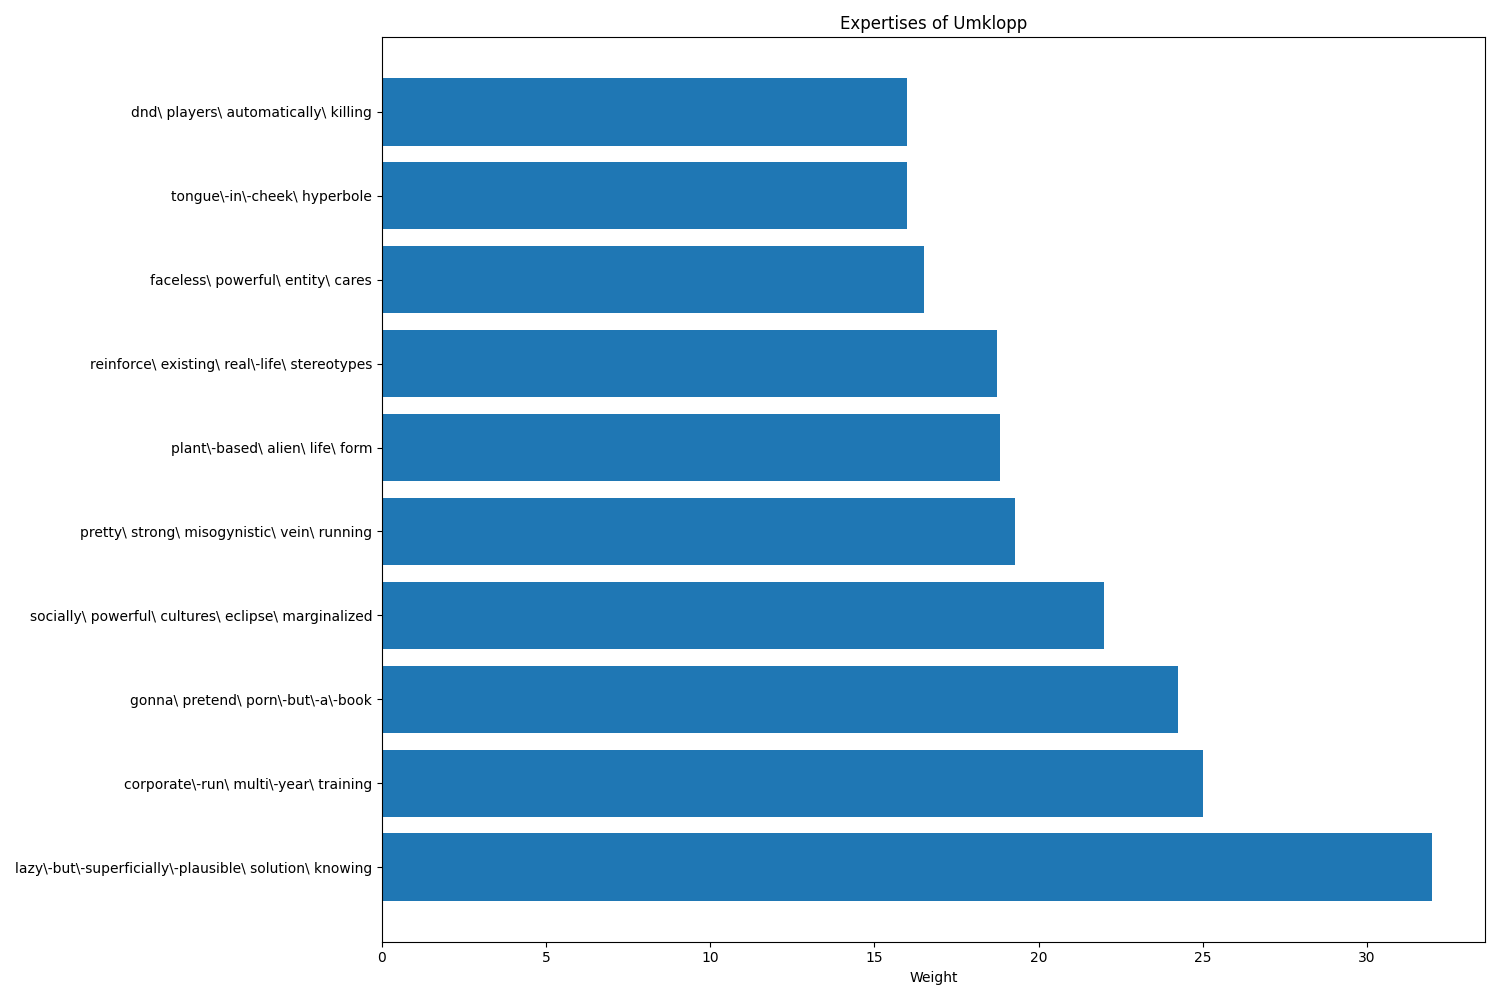 Expertises of Umklopp
dnd\ players\ automatically\ killing
tongue\-in\-cheek\ hyperbole
faceless\ powerful\ entity\ cares
reinforce\ existing\ real\-life\ stereotypes
plant\-based\ alien\ life\ form
pretty\ strong\ misogynistic\ vein\ running
socially\ powerful\ cultures\ eclipse\ marginalized
gonna\ pretend\ porn\-but\-a\-book
corporate\-run\ multi\-year\ training
lazy\-but\-superficially\-plausible\ solution\ knowing
0 5 10 15 20 25 30
Weight